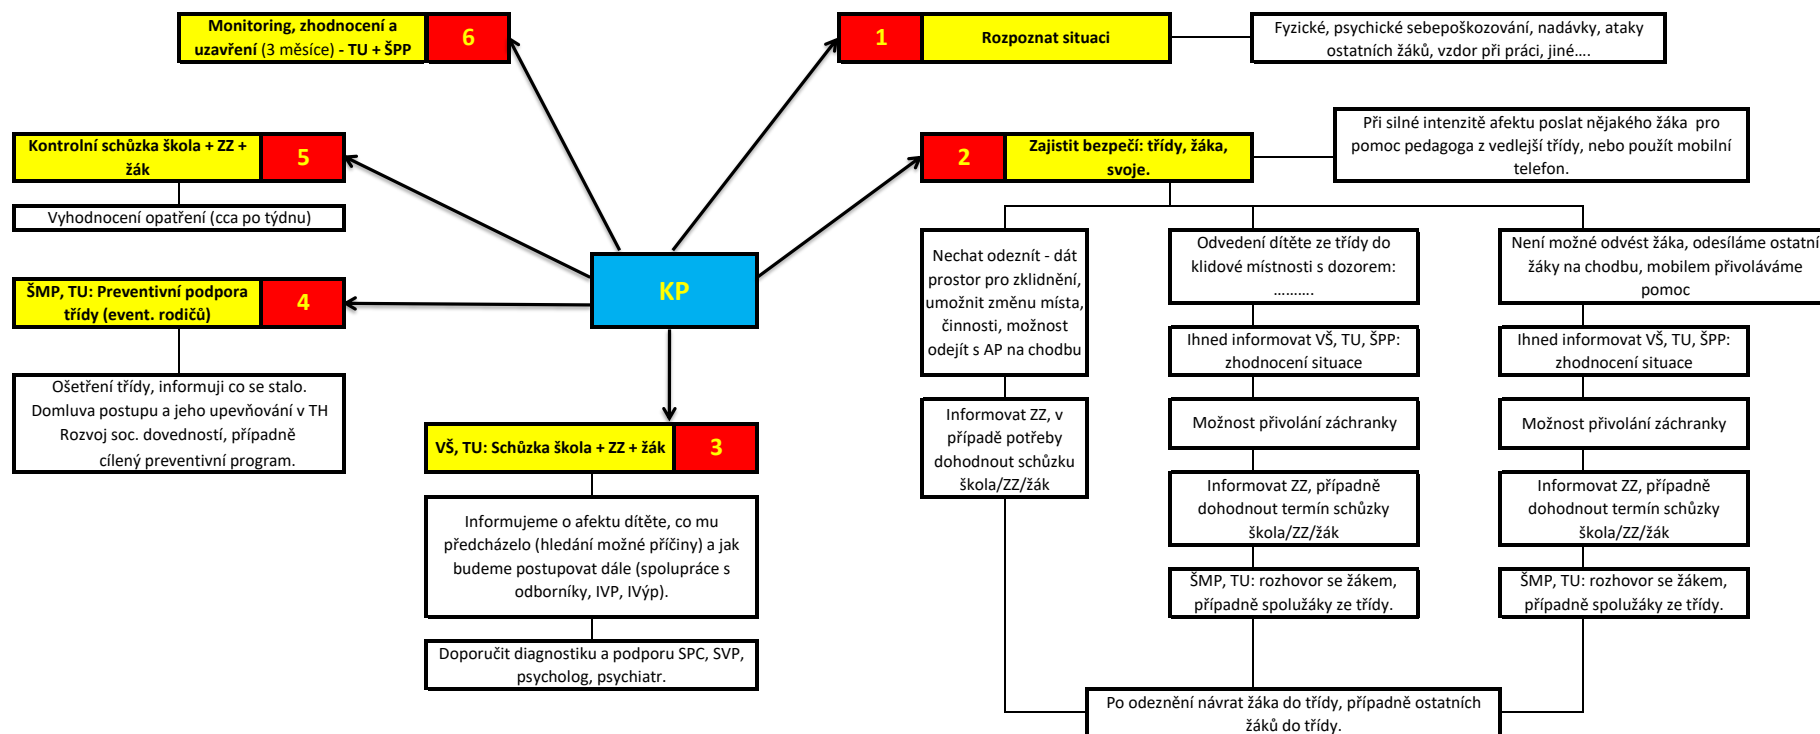 Monitoring, zhodnocení a
uzavření (3 měsíce) - TU + ŠPP
6
1
Rozpoznat situaci
Fyzické, psychické sebepoškozování, nadávky, ataky
ostatních žáků, vzdor při práci, jiné....
Kontrolní schůzka škola + ZZ +
žák
5
Vyhodnocení opatření (cca po týdnu)
2
Zajistit bezpečí: třídy, žáka,
svoje.
Při silné intenzitě afektu poslat nějakého žáka pro
pomoc pedagoga z vedlejší třídy, nebo použít mobilní
telefon.
KP
ŠMP, TU: Preventivní podpora
třídy (event. rodičů)
4
Ošetření třídy, informuji co se stalo.
Domluva postupu a jeho upevňování v TH
Rozvoj soc. dovedností, případně
cílený preventivní program.
VŠ, TU: Schůzka škola + ZZ + žák
3
Informujeme o afektu dítěte, co mu
předcházelo (hledání možné příčiny) a jak
budeme postupovat dále (spolupráce s
odborníky, IVP, IVýp).
Doporučit diagnostiku a podporu SPC, SVP,
psycholog, psychiatr.
Nechat odeznít - dát
prostor pro zklidnění,
umožnit změnu místa,
činnosti, možnost
odejít s AP na chodbu
Informovat ZZ, v
případě potřeby
dohodnout schůzku
škola/ZZ/žák
Odvedení dítěte ze třídy do
klidové místnosti s dozorem:
..........
Ihned informovat VŠ, TU, ŠPP:
zhodnocení situace
Možnost přivolání záchranky
Informovat ZZ, případně
dohodnout termín schůzky
škola/ZZ/žák
ŠMP, TU: rozhovor se žákem,
případně spolužáky ze třídy.
Není možné odvést žáka, odesíláme ostatní
žáky na chodbu, mobilem přivoláváme
pomoc
Ihned informovat VŠ, TU, ŠPP:
zhodnocení situace
Možnost přivolání záchranky
Informovat ZZ, případně
dohodnout termín schůzky
škola/ZZ/žák
ŠMP, TU: rozhovor se žákem,
případně spolužáky ze třídy.
Po odeznění návrat žáka do třídy, případně ostatních
žáků do třídy.